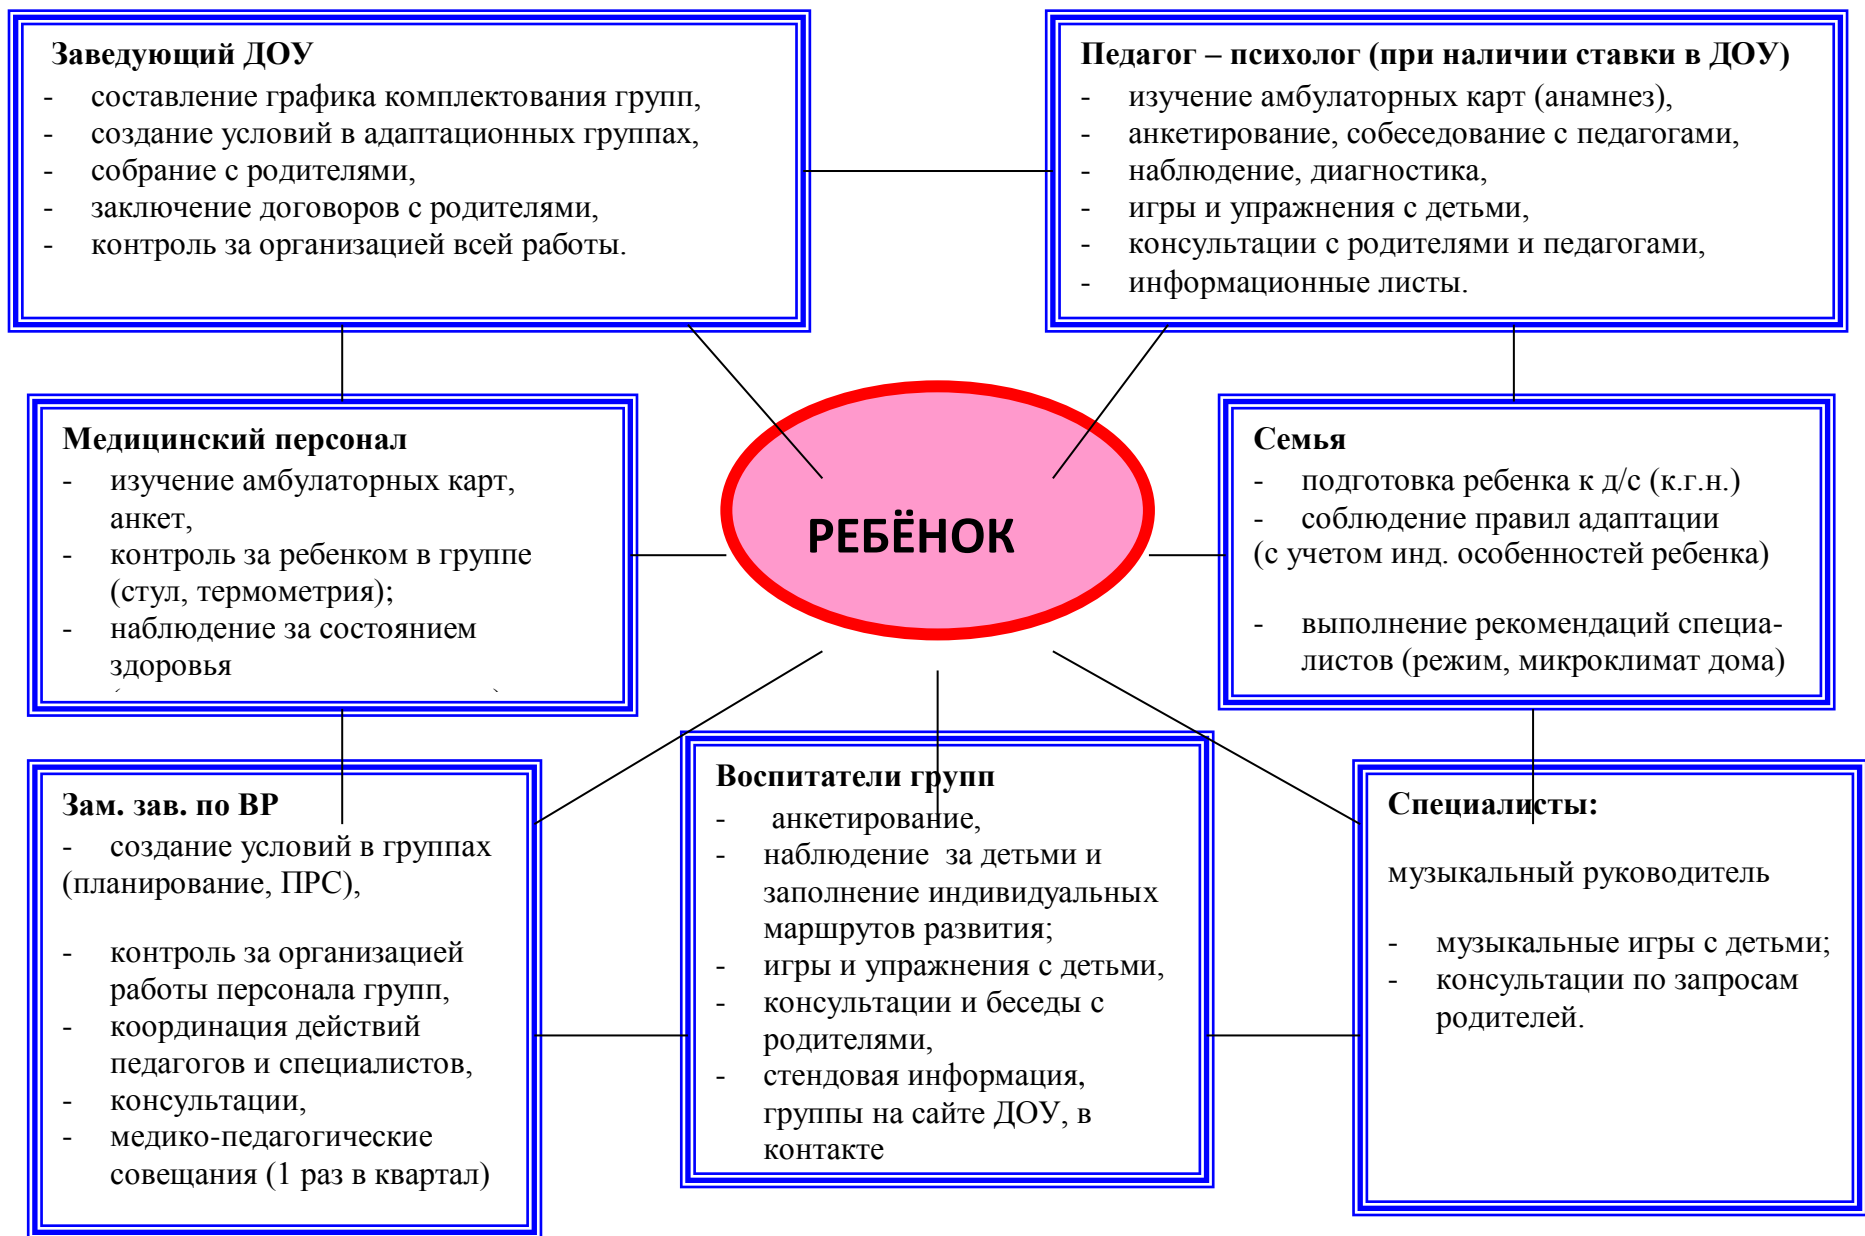 Заведующий ДОУ
- составление графика комплектования групп,
- создание условий в адаптационных группах,
- собрание с родителями,
- заключение договоров с родителями,
- контроль за организацией всей работы.
Педагог – психолог (при наличии ставки в ДОУ)
- изучение амбулаторных карт (анамнез),
- анкетирование, собеседование с педагогами,
- наблюдение, диагностика,
- игры и упражнения с детьми,
- консультации с родителями и педагогами,
- информационные листы.
Медицинский персонал
- изучение амбулаторных карт,
анкет,
- контроль за ребенком в группе
(стул, термометрия);
- наблюдение за состоянием
здоровья
РЕБЁНОК
Семья
- подготовка ребенка к д/с (к.г.н.)
- соблюдение правил адаптации
(с учетом инд. особенностей ребенка)
- выполнение рекомендаций специа-
листов (режим, микроклимат дома)
Зам. зав. по ВР
- создание условий в группах
(планирование, ПРС),
- контроль за организацией
работы персонала групп,
- координация действий
педагогов и специалистов,
- консультации,
- медико-педагогические
совещания (1 раз в квартал)
Воспитатели групп
- анкетирование,
- наблюдение за детьми и
заполнение индивидуальных
маршрутов развития;
- игры и упражнения с детьми,
- консультации и беседы с
родителями,
- стендовая информация,
группы на сайте ДОУ, в
контакте
Специалисты:
музыкальный руководитель
- музыкальные игры с детьми;
- консультации по запросам
родителей.